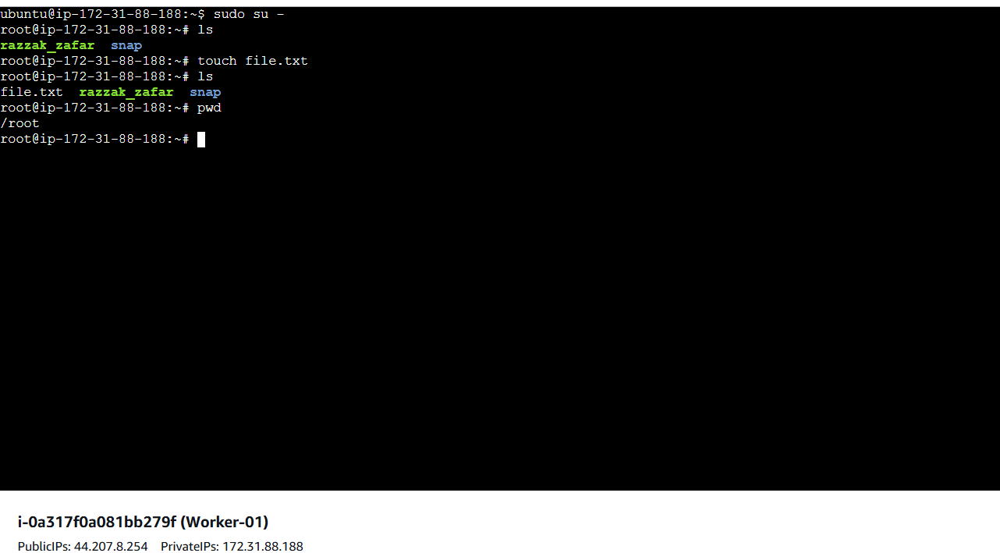 ubuntu@ip-172-31-88-188:~$ sudo su -
root@ip-172-31-88-188:~# ls
razzak_zafar  snap
root@ip-172-31-88-188:~# touch file.txt
root@ip-172-31-88-188:~# ls
file.txt  razzak_zafar  snap
root@ip-172-31-88-188:~# pwd
/root
root@ip-172-31-88-188:~#
i-0a317f0a081bb279f (Worker-01)
PublicIPs: 44.207.8.254    PrivateIPs: 172.31.88.188